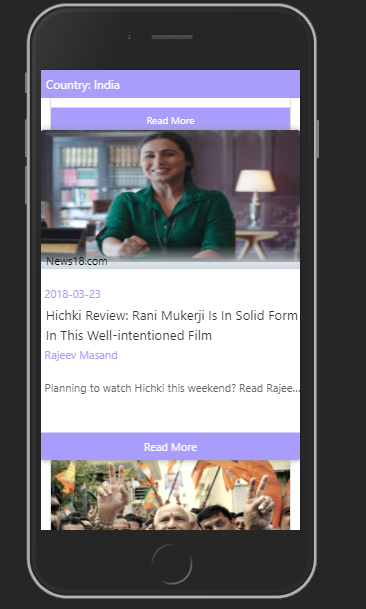 Country: India
Read More
News18.com
2018-03-23
Hichki Review: Rani Mukerji Is In Solid Form
In This Well-intentioned Film
Rajeev Masand
Planning to watch Hichki this weekend? Read Rajee...
Read More